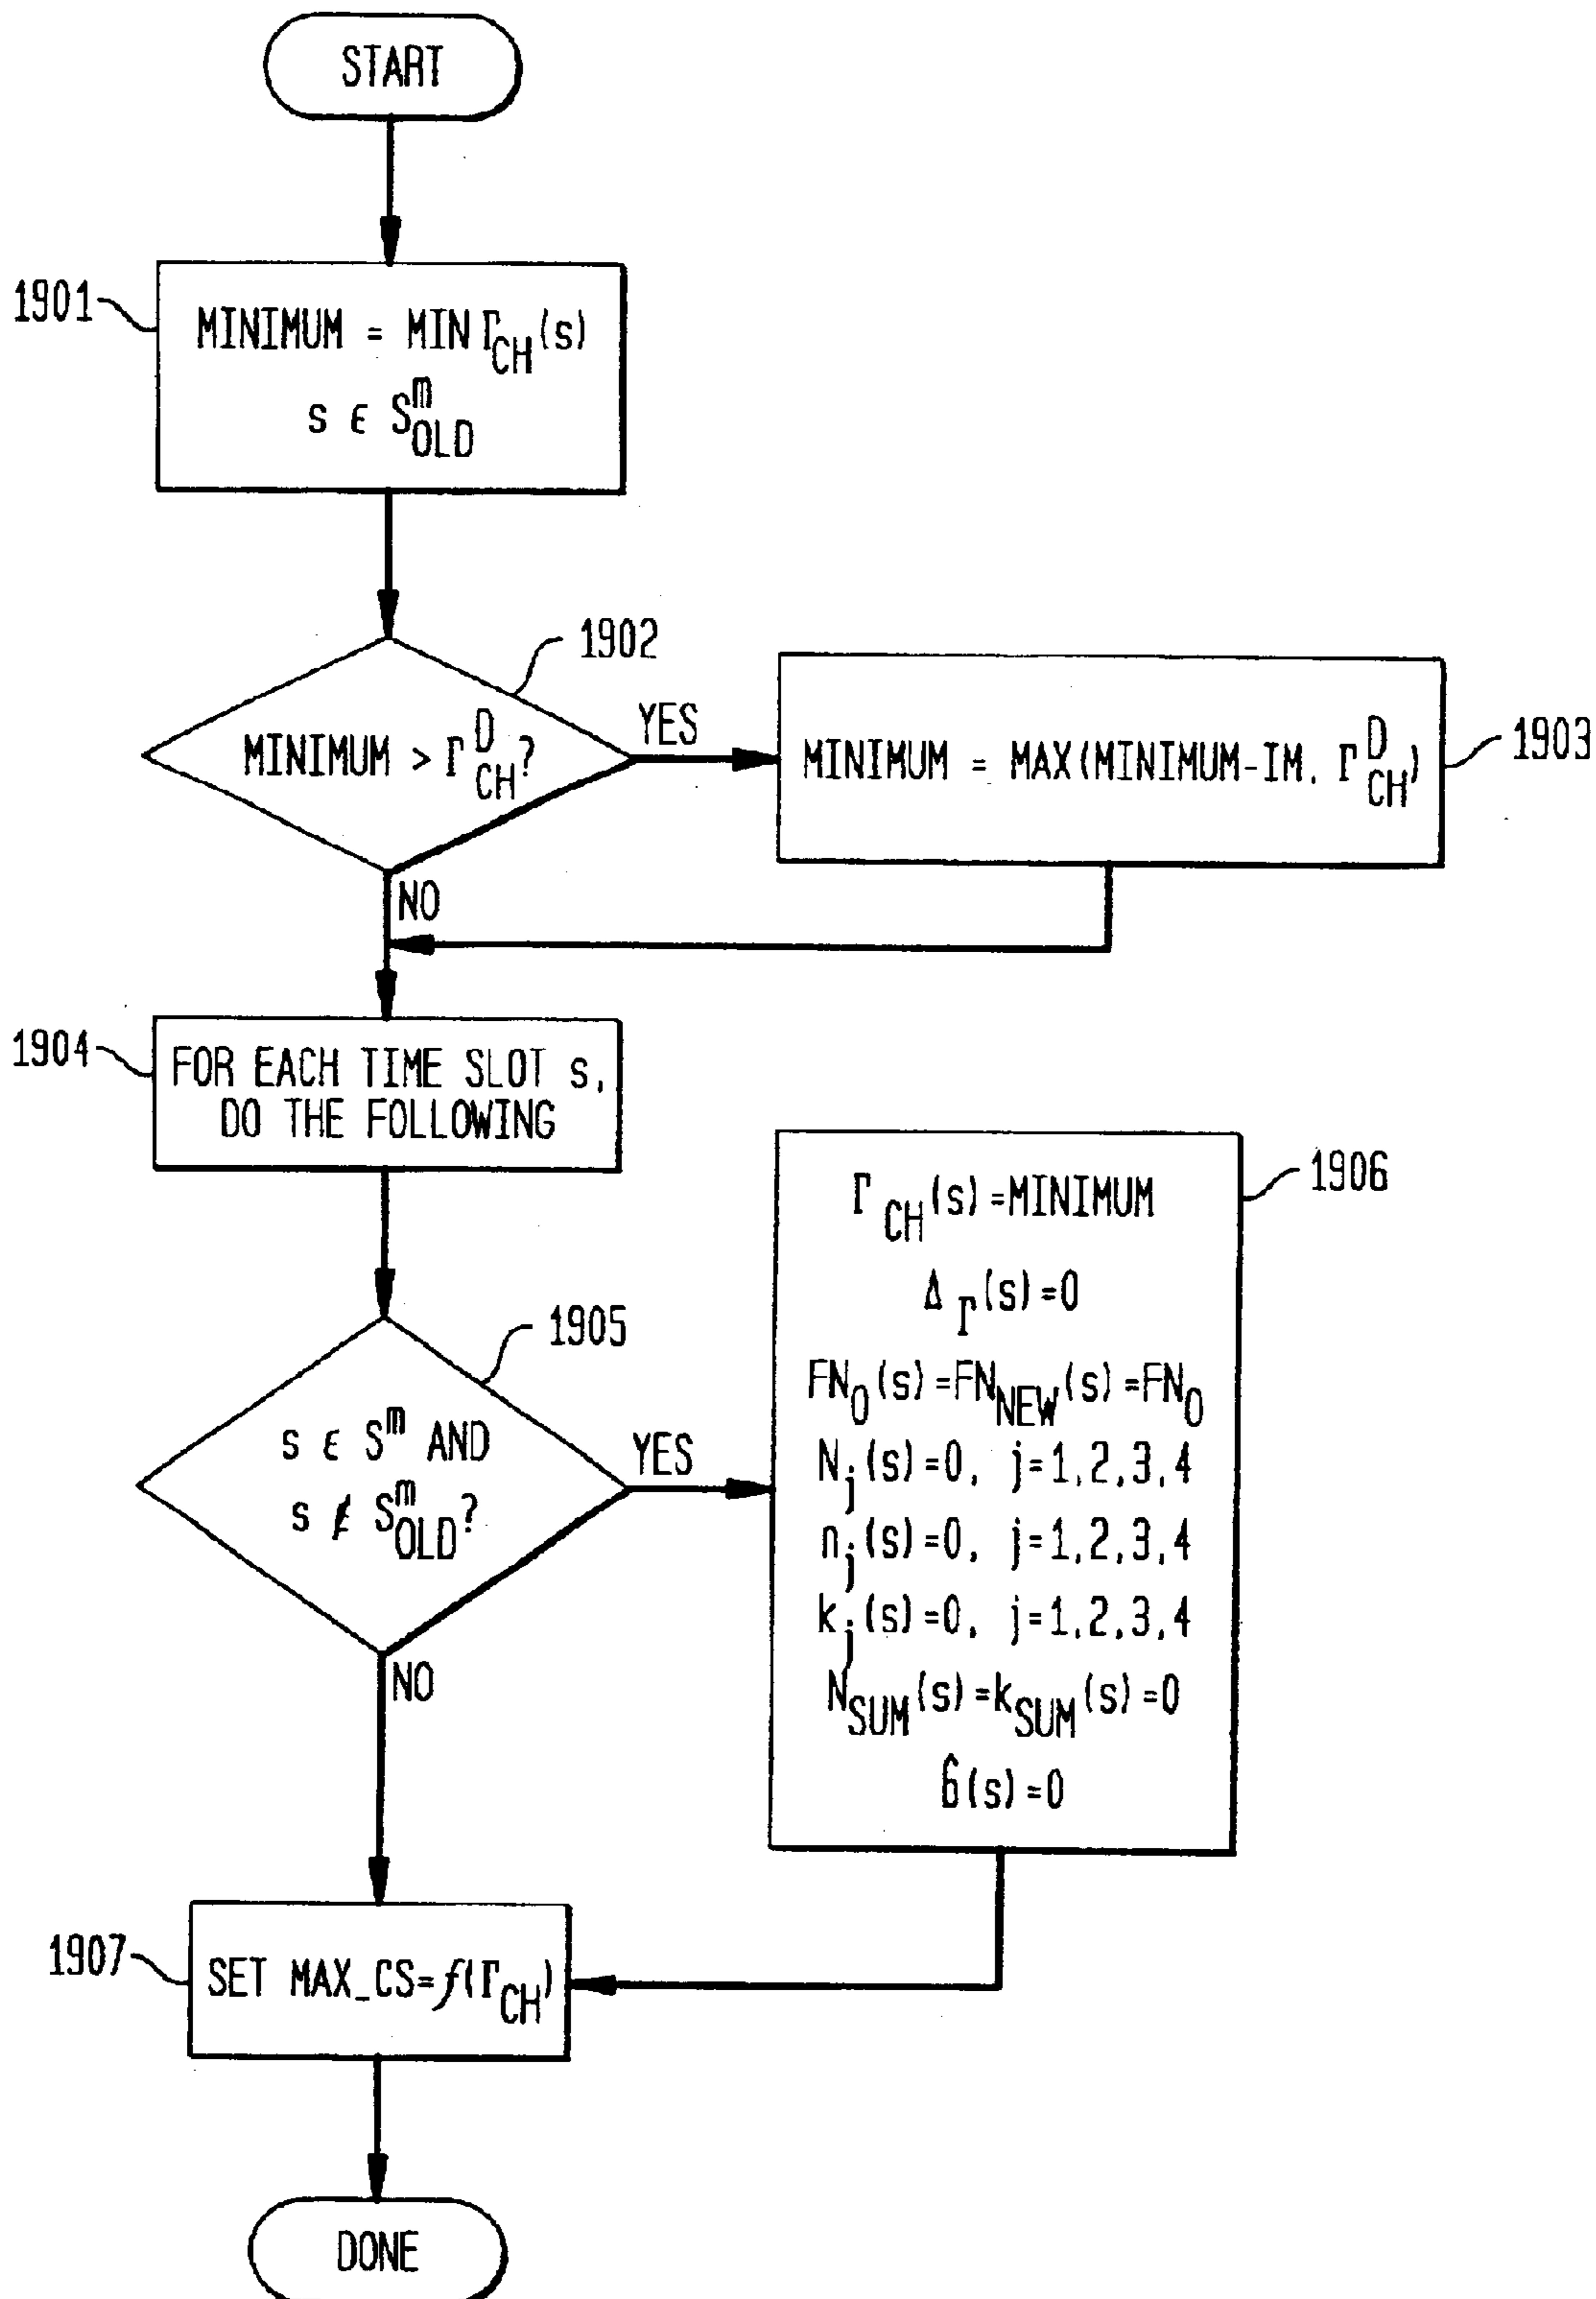 START
1901
MINIMUM = MIN Γ_CH(s)
s ϵ S^m_OLD
1902
MINIMUM > Γ^D_CH?
YES
1903
MINIMUM = MAX(MINIMUM-IM, Γ^D_CH)
NO
1904
FOR EACH TIME SLOT s,
DO THE FOLLOWING
1905
s ϵ S^m AND
s ∉ S^m_OLD?
YES
1906
Γ_CH(s)=MINIMUM
Δ_Γ(s)=0
FN_0(s)=FN_NEW(s)=FN_0
N_j(s)=0, j=1,2,3,4
n_j(s)=0, j=1,2,3,4
k_j(s)=0, j=1,2,3,4
N_SUM(s)=k_SUM(s)=0
Ĝ(s)=0
NO
1907
SET MAX_CS=f(Γ_CH)
DONE